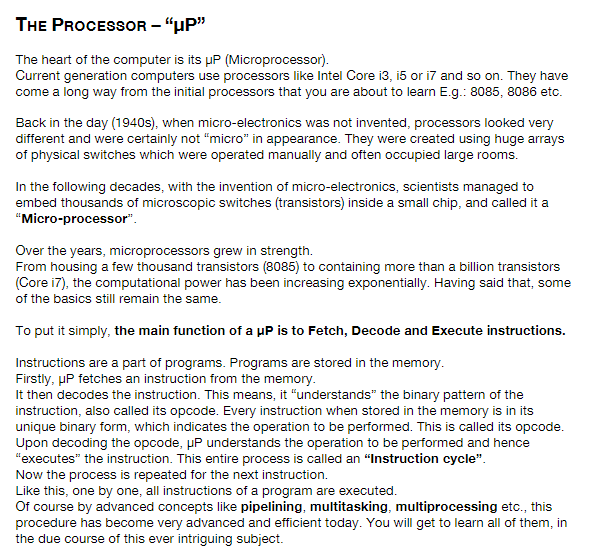 THE PROCESSOR – “µP”
The heart of the computer is its µP (Microprocessor).
Current generation computers use processors like Intel Core i3, i5 or i7 and so on. They have
come a long way from the initial processors that you are about to learn E.g.: 8085, 8086 etc.
Back in the day (1940s), when micro-electronics was not invented, processors looked very
different and were certainly not “micro” in appearance. They were created using huge arrays
of physical switches which were operated manually and often occupied large rooms.
In the following decades, with the invention of micro-electronics, scientists managed to
embed thousands of microscopic switches (transistors) inside a small chip, and called it a
“Micro-processor”.
Over the years, microprocessors grew in strength.
From housing a few thousand transistors (8085) to containing more than a billion transistors
(Core i7), the computational power has been increasing exponentially. Having said that, some
of the basics still remain the same.
To put it simply, the main function of a µP is to Fetch, Decode and Execute instructions.
Instructions are a part of programs. Programs are stored in the memory.
Firstly, µP fetches an instruction from the memory.
It then decodes the instruction. This means, it “understands” the binary pattern of the
instruction, also called its opcode. Every instruction when stored in the memory is in its
unique binary form, which indicates the operation to be performed. This is called its opcode.
Upon decoding the opcode, µP understands the operation to be performed and hence
“executes” the instruction. This entire process is called an “Instruction cycle”.
Now the process is repeated for the next instruction.
Like this, one by one, all instructions of a program are executed.
Of course by advanced concepts like pipelining, multitasking, multiprocessing etc., this
procedure has become very advanced and efficient today. You will get to learn all of them, in
the due course of this ever intriguing subject.